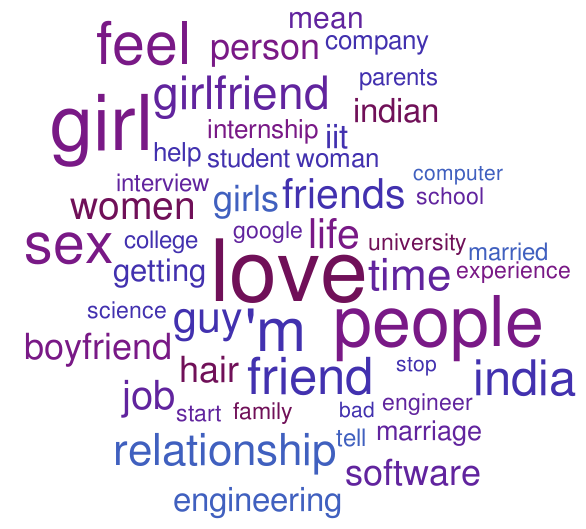 mean
feel person company
parents
girlfriend indian
girl internship iit
help student woman
computer
interview
women girls friends school
sex college google life university married
getting love time experience
science guy 'm people
boyfriend
hair friend stop india
job start family bad engineer
relationship tell marriage
software
engineering